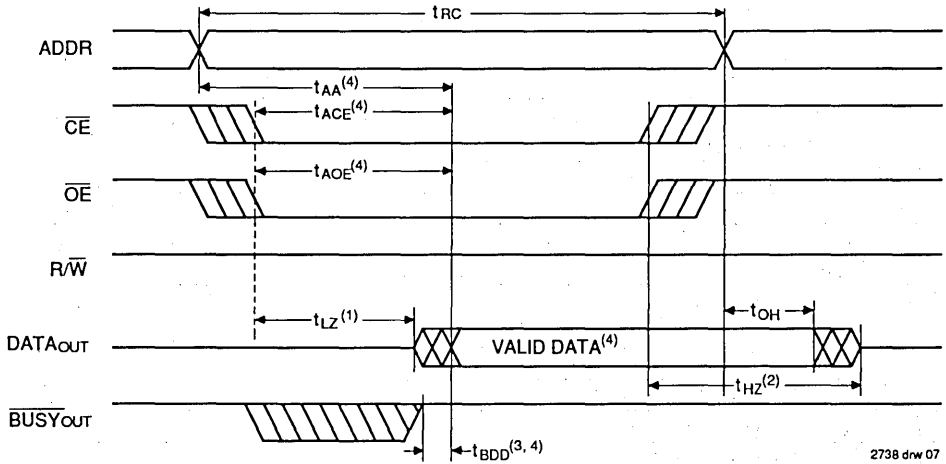 tRC
ADDR
tAA(4)
tACE(4)
CE
tAOE(4)
OE
R/W
tLZ(1)
tOH
DATAOUT
VALID DATA(4)
tHZ(2)
BUSYOUT
tBDD(3, 4)
2738 drw 07